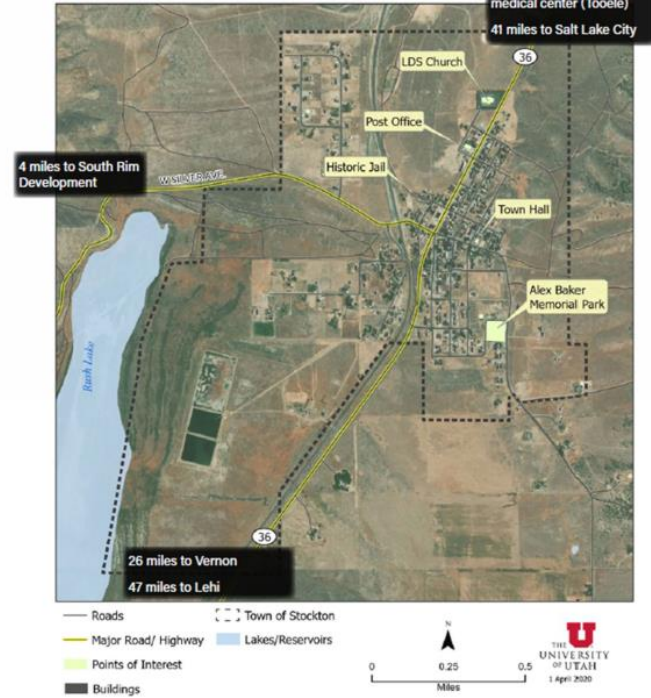 medical center (Tooele)
41 miles to Salt Lake City
36
LDS Church
Post Office
Historic Jail
4 miles to South Rim
Development
W SILVER AVE.
Town Hall
Alex Baker
Memorial Park
Rush Lake
36
26 miles to Vernon
47 miles to Lehi
Roads
Town of Stockton
Major Road/ Highway
Lakes/Reservoirs
Points of Interest
Buildings
N
0 0.25 0.5
Miles
U
THE
UNIVERSITY
OF UTAH
1 April 2020